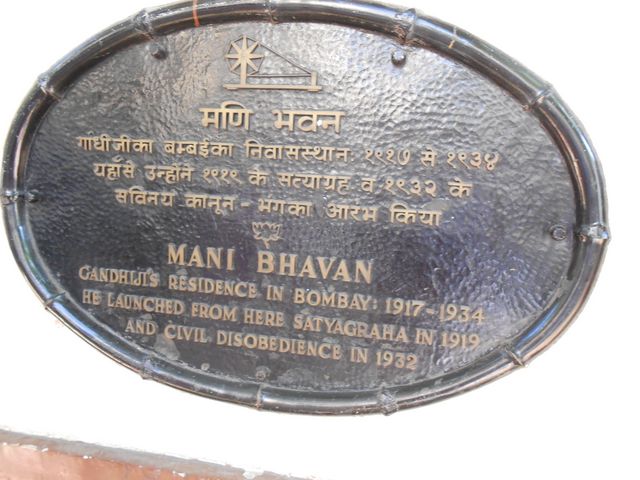 मणि भवन
गांधीजीका बम्बईका निवासस्थान: १९१७ से १९३४
यहाँसे उन्होंने १९१९ के सत्याग्रह व १९३२ के
सविनय कानून - भंगका आरंभ किया
MANI BHAVAN
GANDHIJI'S RESIDENCE IN BOMBAY: 1917-1934
HE LAUNCHED FROM HERE SATYAGRAHA IN 1919
AND CIVIL DISOBEDIENCE IN 1932